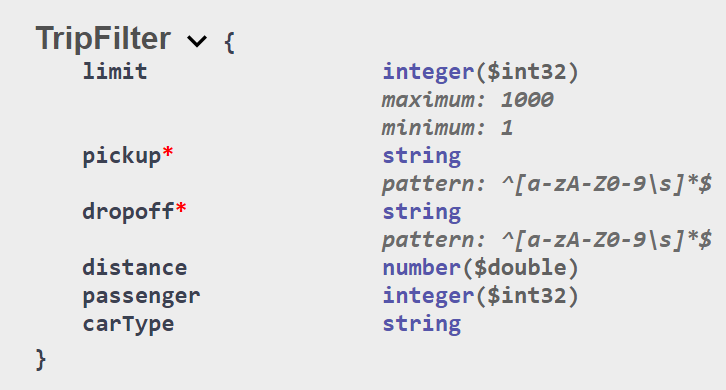 TripFilter {
limit integer($int32)
maximum: 1000
minimum: 1
pickup* string
pattern: ^[a-zA-Z0-9\s]*$
dropoff* string
pattern: ^[a-zA-Z0-9\s]*$
distance number($double)
passenger integer($int32)
carType string
}